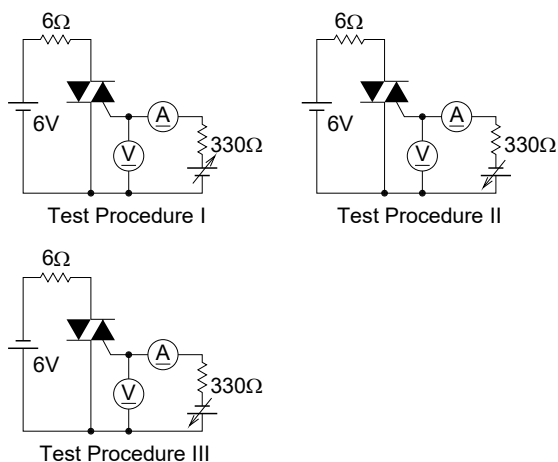 6Ω
6V
A
V
330Ω
Test Procedure I
6Ω
6V
A
V
330Ω
Test Procedure II
6Ω
6V
A
V
330Ω
Test Procedure III